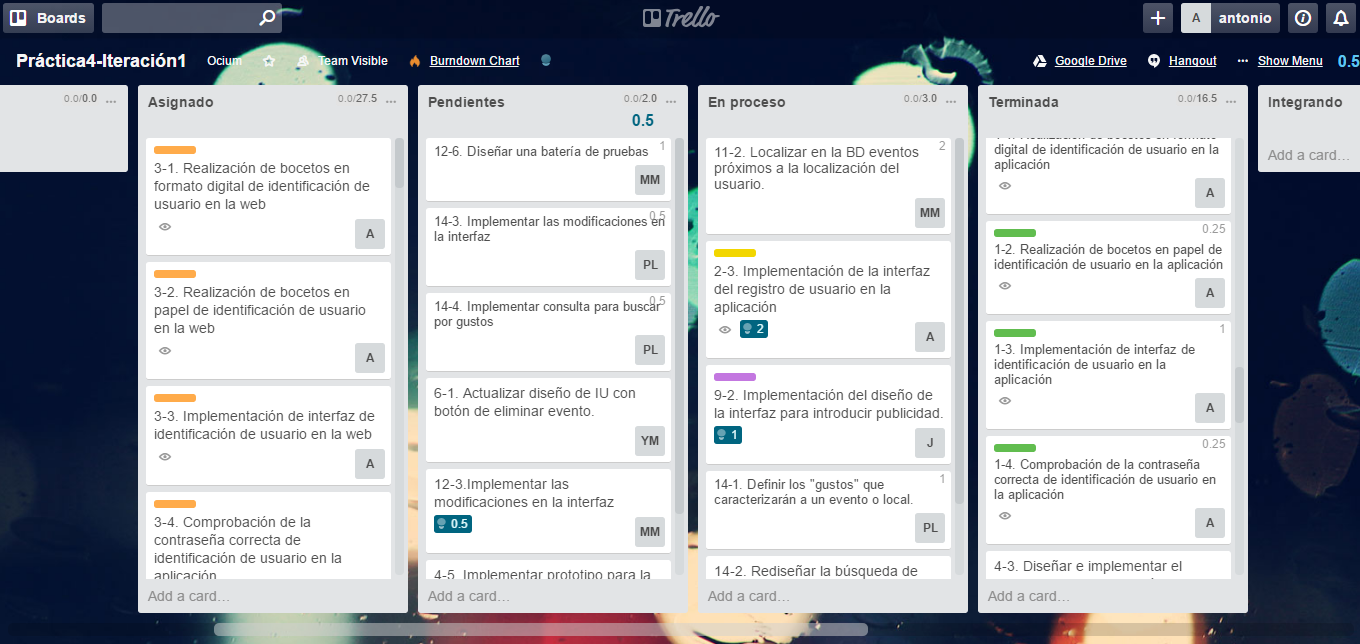 Boards
Trello
A antonio
Práctica4-Iteración1 Ocium Team Visible Burndown Chart
Google Drive Hangout ... Show Menu 0.5
0.0/0.0 ...
Asignado 0.0/27.5 ...
3-1. Realización de bocetos en
formato digital de identificación de
usuario en la web
A
3-2. Realización de bocetos en
papel de identificación de usuario
en la web
A
3-3. Implementación de interfaz de
identificación de usuario en la web
A
3-4. Comprobación de la
contraseña correcta de
identificación de usuario en la
aplicación
Add a card...
Pendientes 0.0/2.0 ...
0.5
1
12-6. Diseñar una batería de pruebas
MM
0.5
14-3. Implementar las modificaciones en
la interfaz
PL
0.5
14-4. Implementar consulta para buscar
por gustos
PL
6-1. Actualizar diseño de IU con
botón de eliminar evento.
YM
12-3.Implementar las
modificaciones en la interfaz
0.5
MM
4-5. Implementar prototipo para la
Add a card...
En proceso 0.0/3.0 ...
2
11-2. Localizar en la BD eventos
próximos a la localización del
usuario.
MM
2-3. Implementación de la interfaz
del registro de usuario en la
aplicación
2
A
9-2. Implementación del diseño de
la interfaz para introducir publicidad.
1
J
1
14-1. Definir los "gustos" que
caracterizarán a un evento o local.
PL
14-2. Rediseñar la búsqueda de
Add a card...
Terminada 0.0/16.5 ...
digital de identificación de usuario en la
aplicación
A
0.25
1-2. Realización de bocetos en papel de
identificación de usuario en la aplicación
A
1
1-3. Implementación de interfaz de
identificación de usuario en la
aplicación
A
0.25
1-4. Comprobación de la contraseña
correcta de identificación de usuario en
la aplicación
A
4-3. Diseñar e implementar el
Add a card...
Integrando
Add a card...